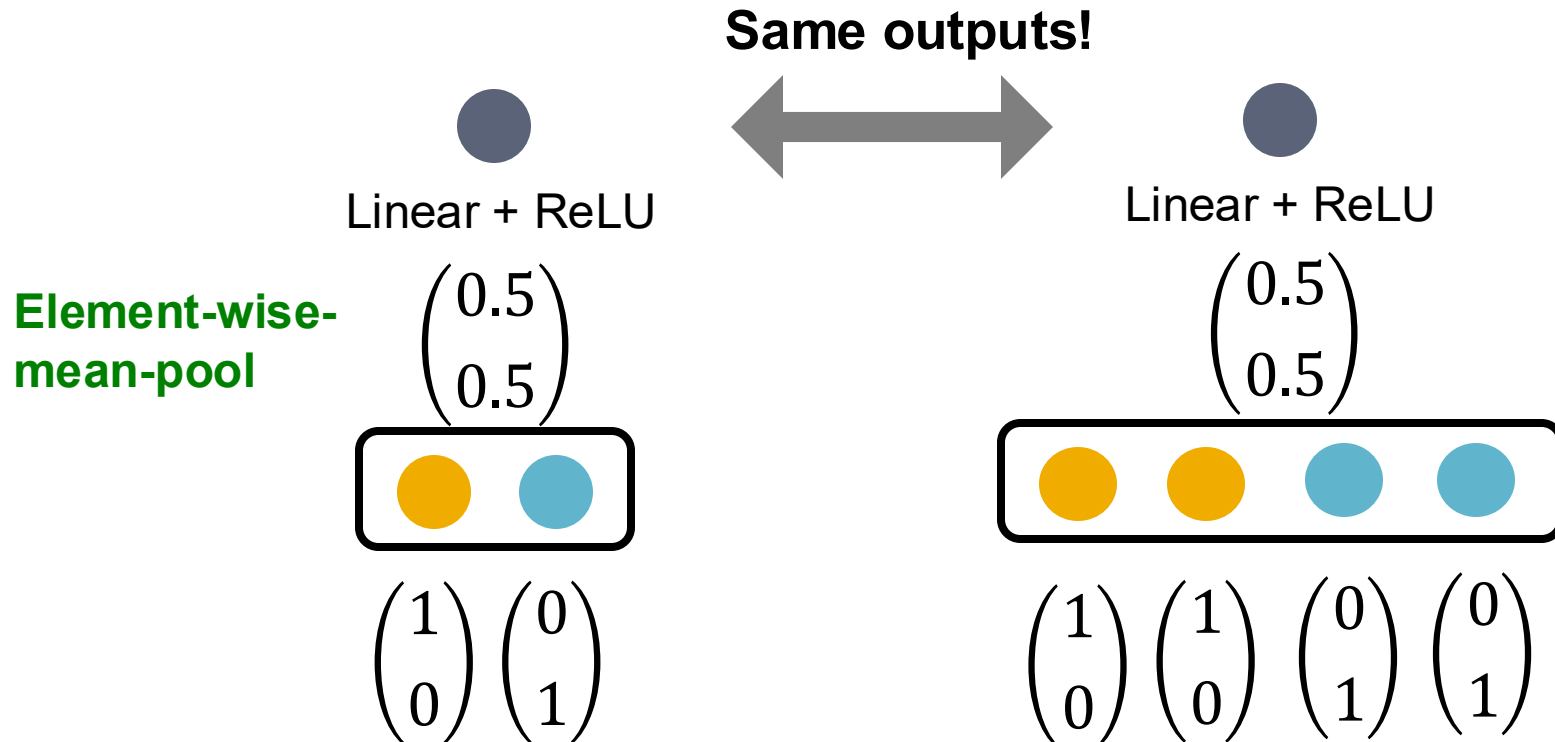 Same outputs!
Linear + ReLU
Linear + ReLU
Element-wise-
mean-pool
0.5
0.5
0.5
0.5
1 0 1 1 0 0
0 1 0 0 1 1